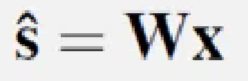 ŝ = Wx